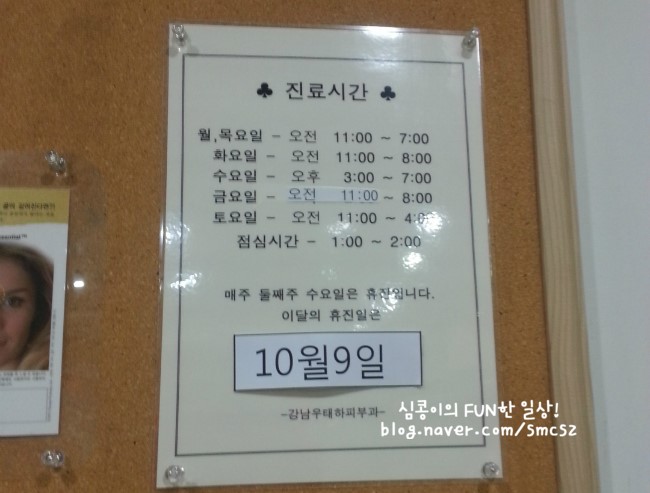 ♣ 진료시간 ♣
월,목요일 - 오전 11:00 ~ 7:00
화요일 - 오전 11:00 ~ 8:00
수요일 - 오후 3:00 ~ 7:00
금요일 - 오전 11:00 ~ 8:00
토요일 - 오전 11:00 ~ 4:00
점심시간 - 1:00 ~ 2:00
매주 둘째주 수요일은 휴진입니다.
이달의 휴진일은
10월9일
-강남우태하피부과-
심콩이의 FUN한 일상!
blog.naver.com/smcsz